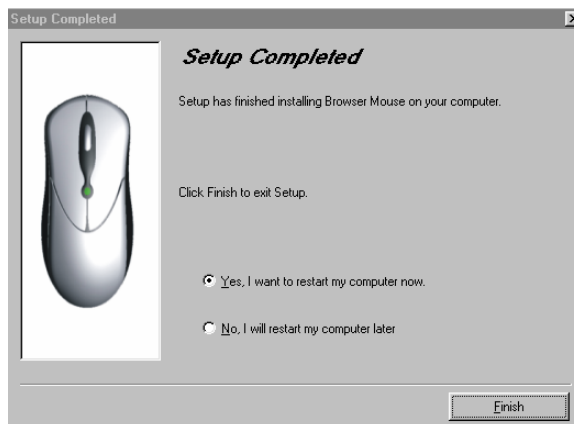 Setup Completed
Setup Completed
Setup has finished installing Browser Mouse on your computer.
Click Finish to exit Setup.
Yes, I want to restart my computer now.
No, I will restart my computer later
Finish